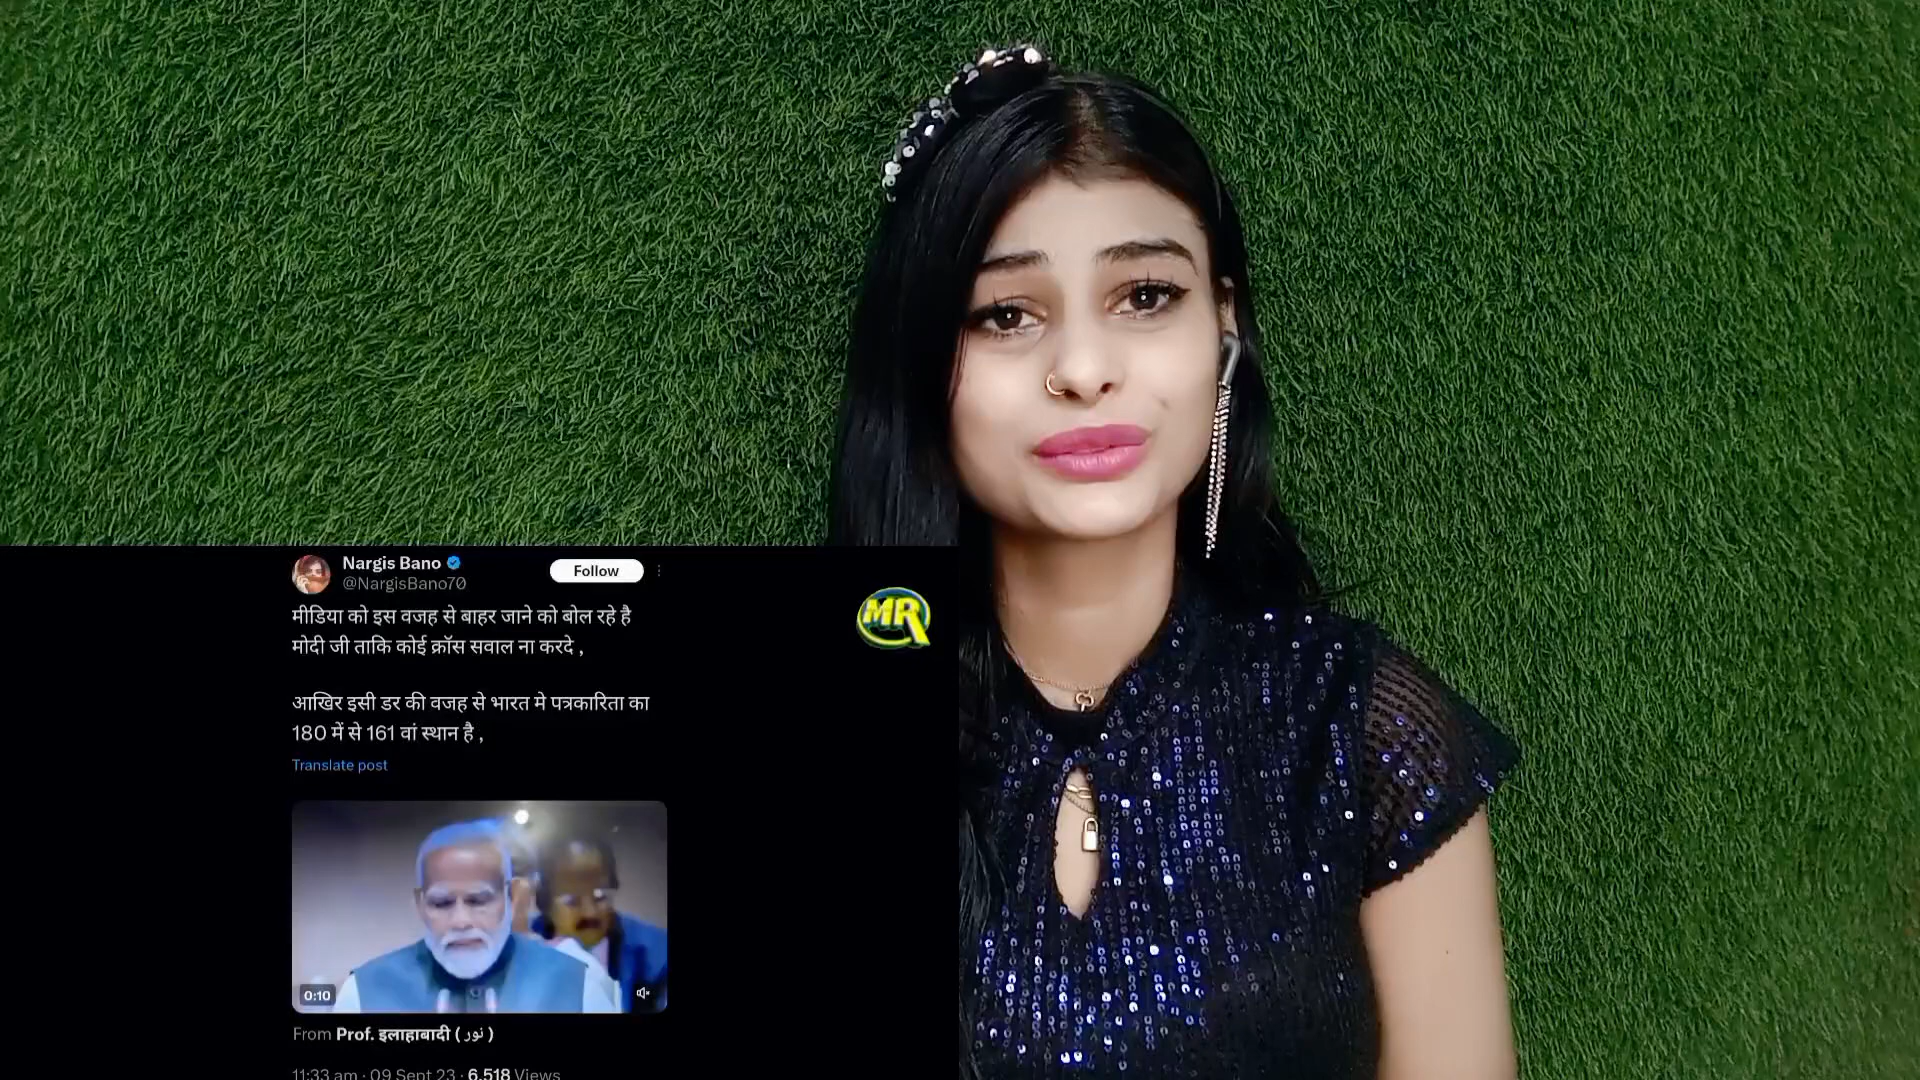 Nargis Bano
@NargisBano70
Follow
मीडिया को इस वजह से बाहर जाने को बोल रहे है
मोदी जी ताकि कोई क्रॉस सवाल ना करदे ,
आखिर इसी डर की वजह से भारत मे पत्रकारिता का
180 में से 161 वां स्थान है ,
Translate post
0:10
From Prof. इलाहाबादी ( نور )
11:33 am · 09 Sept 23 · 6,518 Views
MR